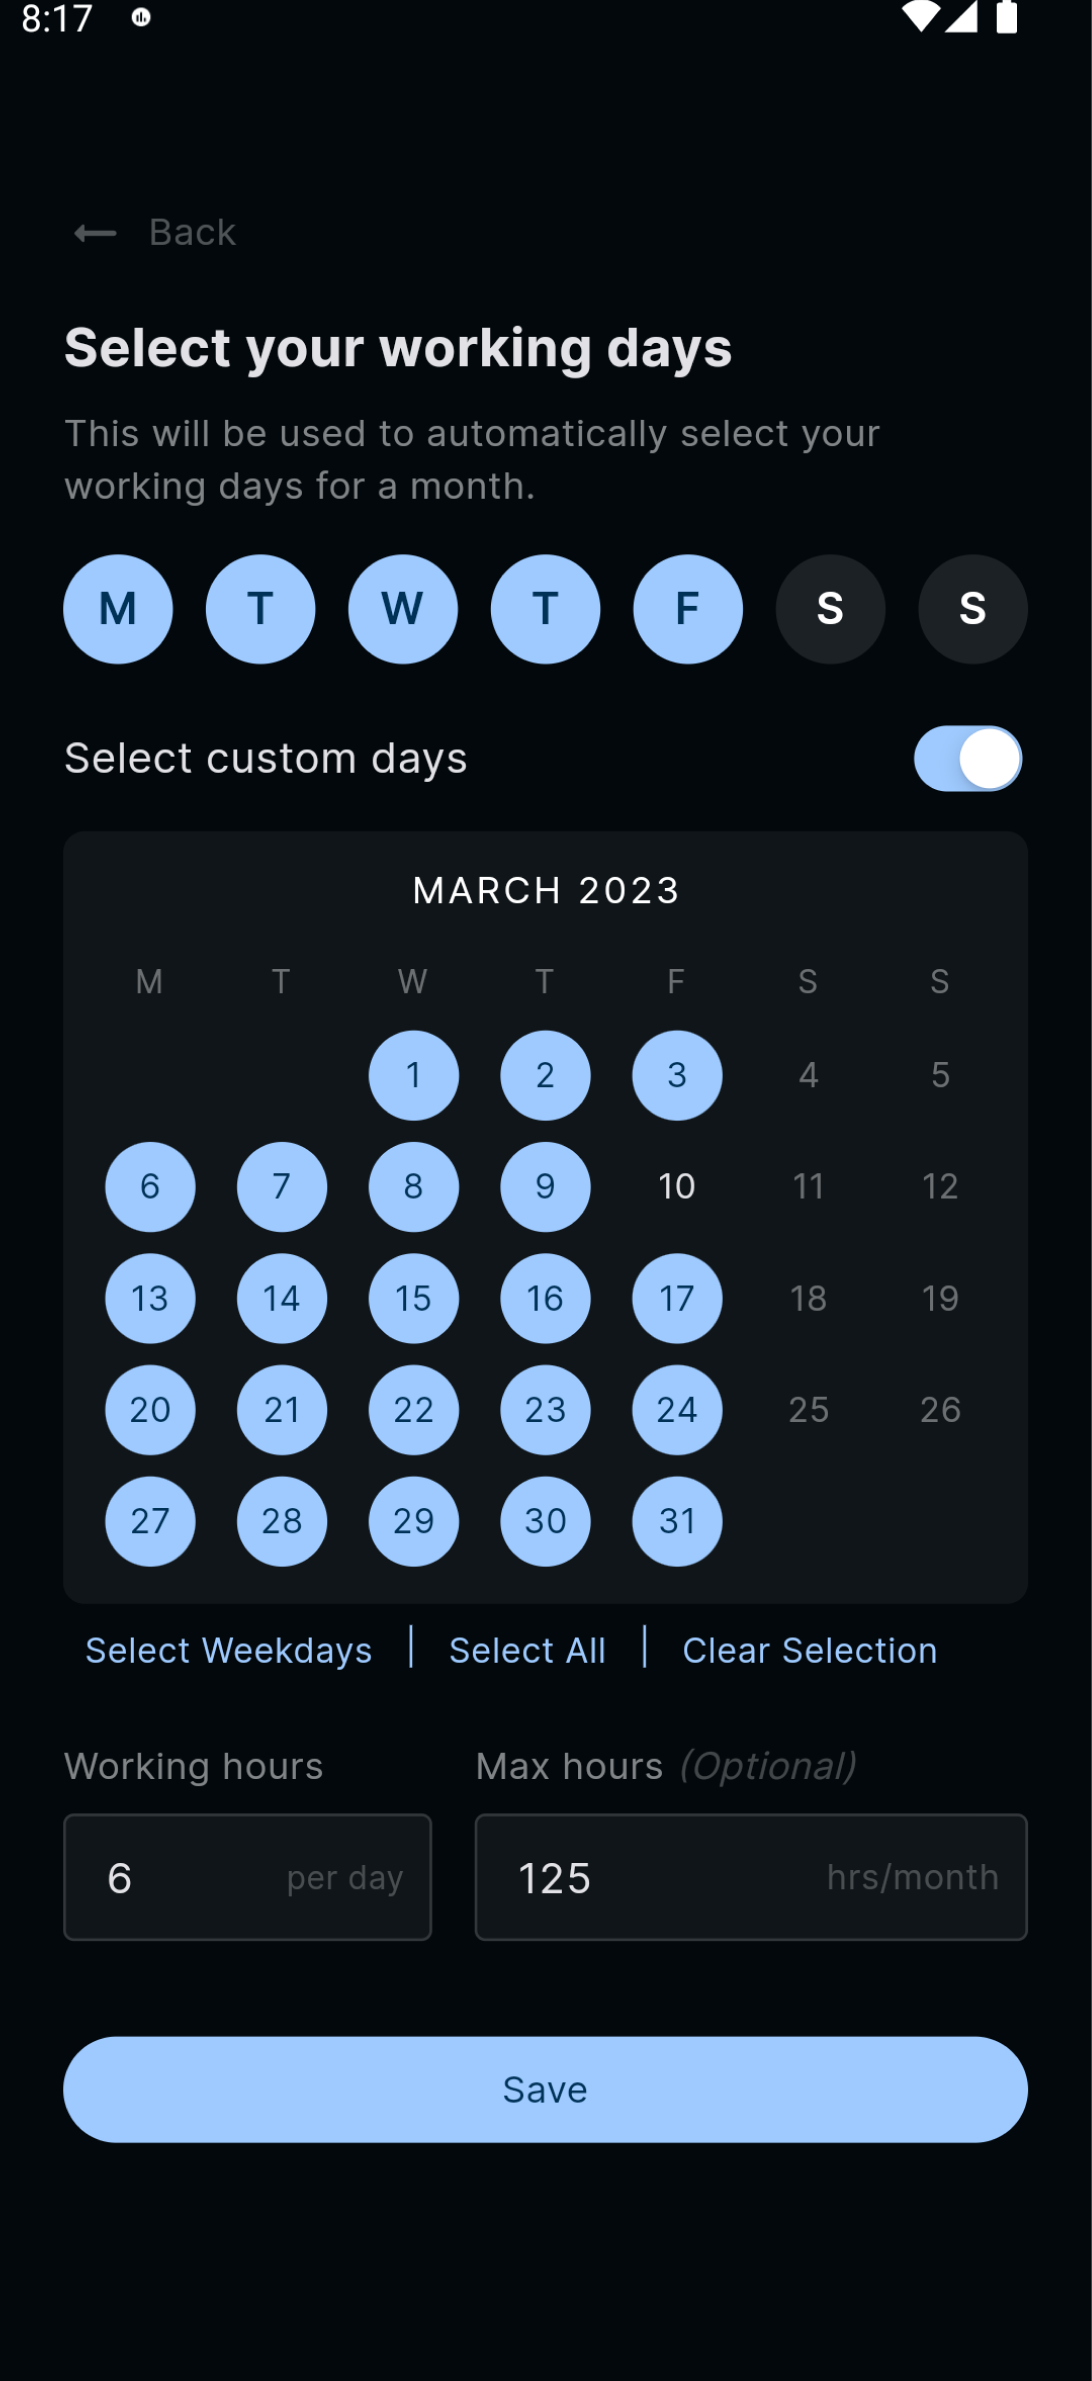 8:17
Back
Select your working days
This will be used to automatically select your
working days for a month.
M T W T F S S
Select custom days
MARCH 2023
M T W T F S S
1 2 3 4 5
6 7 8 9 10 11 12
13 14 15 16 17 18 19
20 21 22 23 24 25 26
27 28 29 30 31
Select Weekdays | Select All | Clear Selection
Working hours Max hours (Optional)
6 per day 125 hrs/month
Save